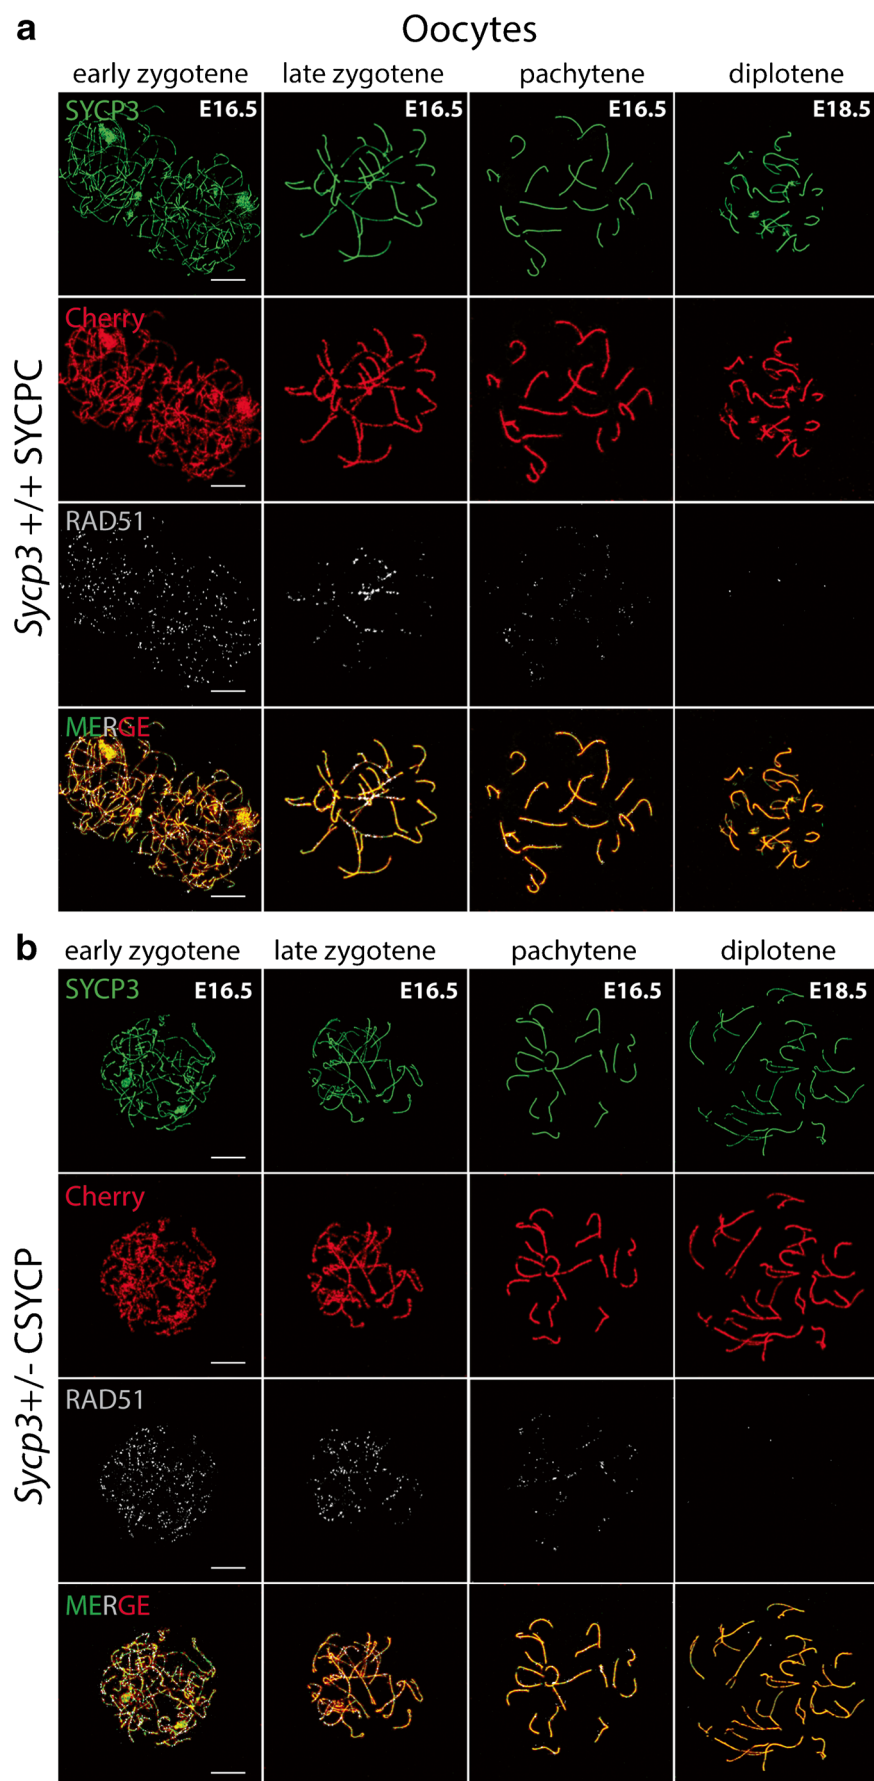 a
Oocytes
early zygotene late zygotene pachytene diplotene
SYCP3 E16.5 E16.5 E16.5 E18.5
Cherry
Sycp3 +/+ SYCPC
RAD51
MERGE
b
early zygotene late zygotene pachytene diplotene
SYCP3 E16.5 E16.5 E16.5 E18.5
Cherry
Sycp3+/- CSYCP
RAD51
MERGE